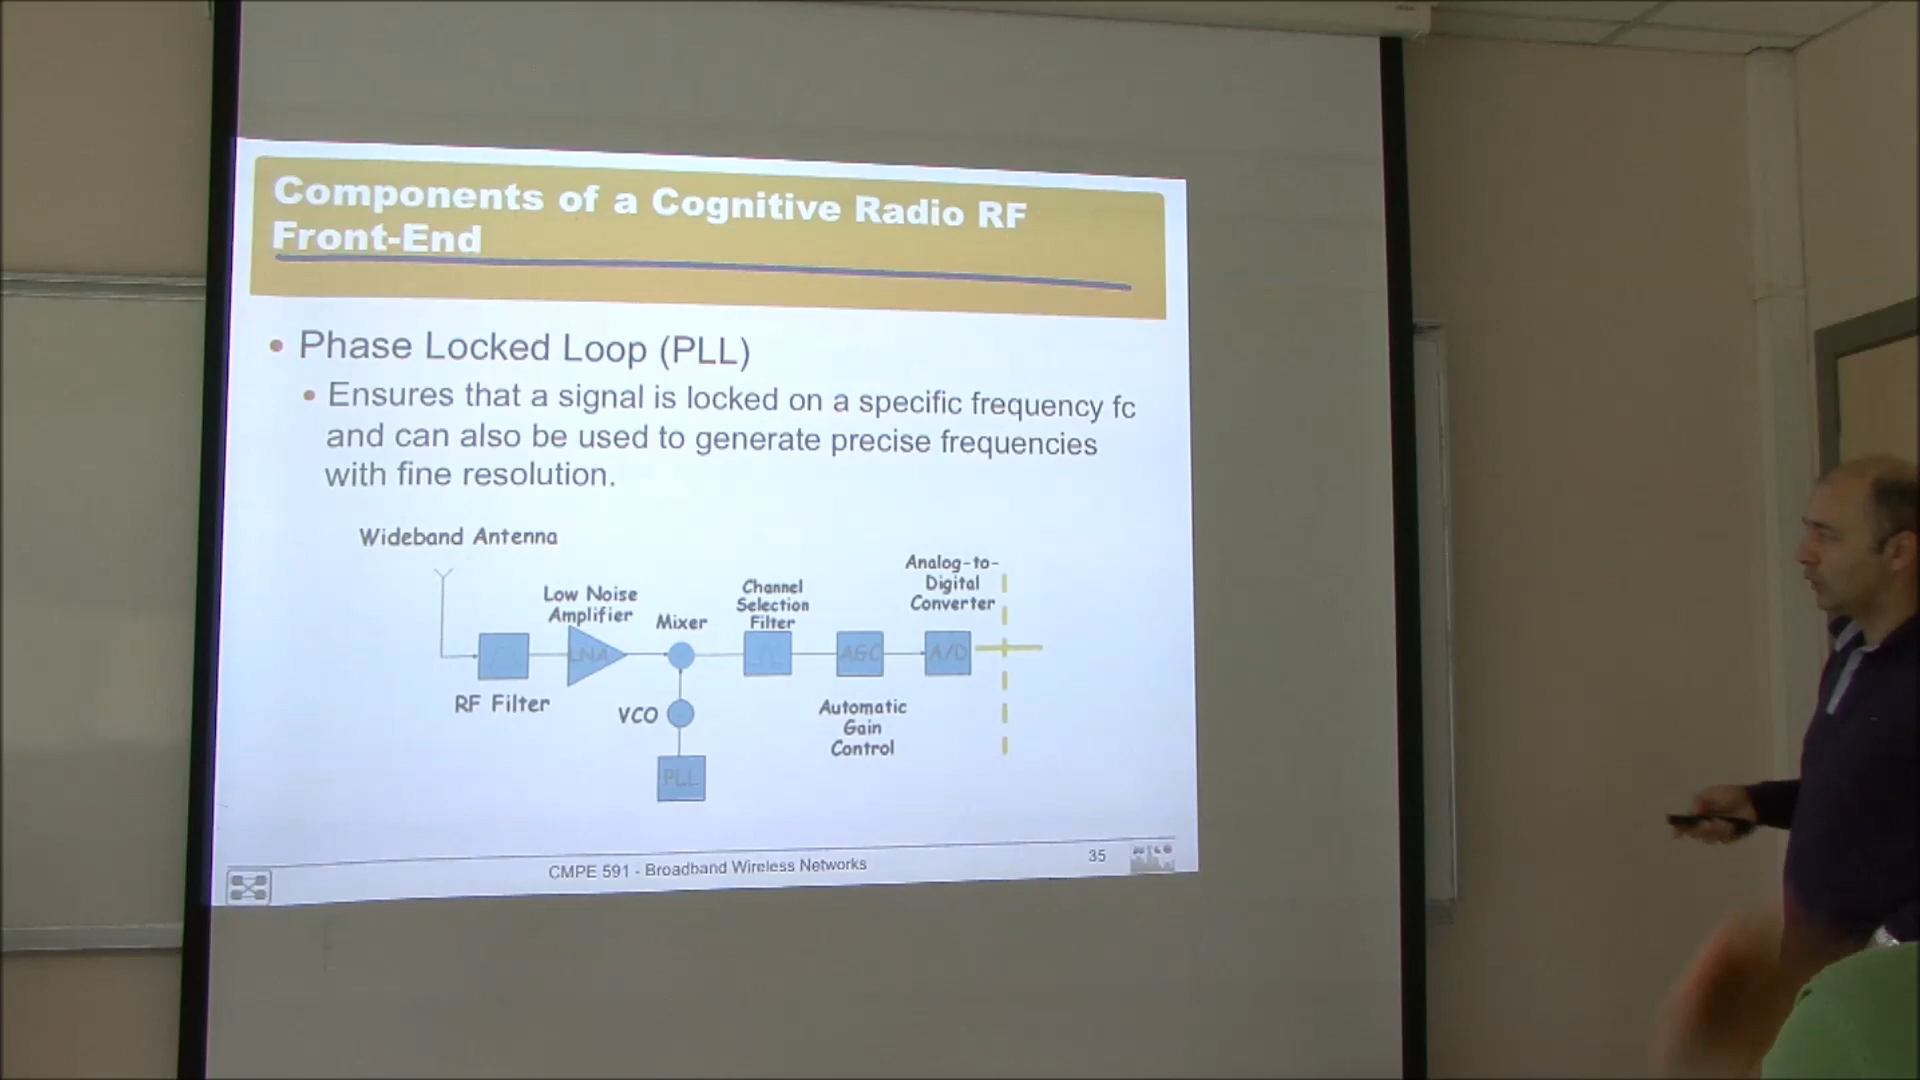 Components of a Cognitive Radio RF
Front-End
• Phase Locked Loop (PLL)
• Ensures that a signal is locked on a specific frequency fc
and can also be used to generate precise frequencies
with fine resolution.
Wideband Antenna
Low Noise
Amplifier
Mixer
Channel
Selection
Filter
Analog-to-
Digital
Converter
LNA
AGC
A/D
RF Filter
VCO
Automatic
Gain
Control
PLL
CMPE 591 - Broadband Wireless Networks
35